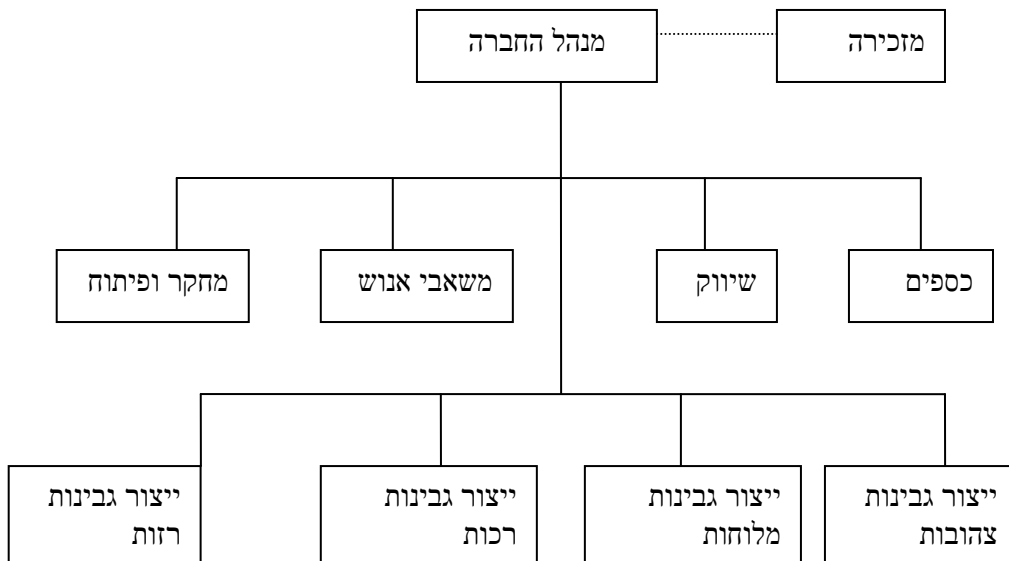 מזכירה
מנהל החברה
כספים
שיווק
משאבי אנוש
מחקר ופיתוח
ייצור גבינות
צהובות
ייצור גבינות
מלוחות
ייצור גבינות
רכות
ייצור גבינות
רזות